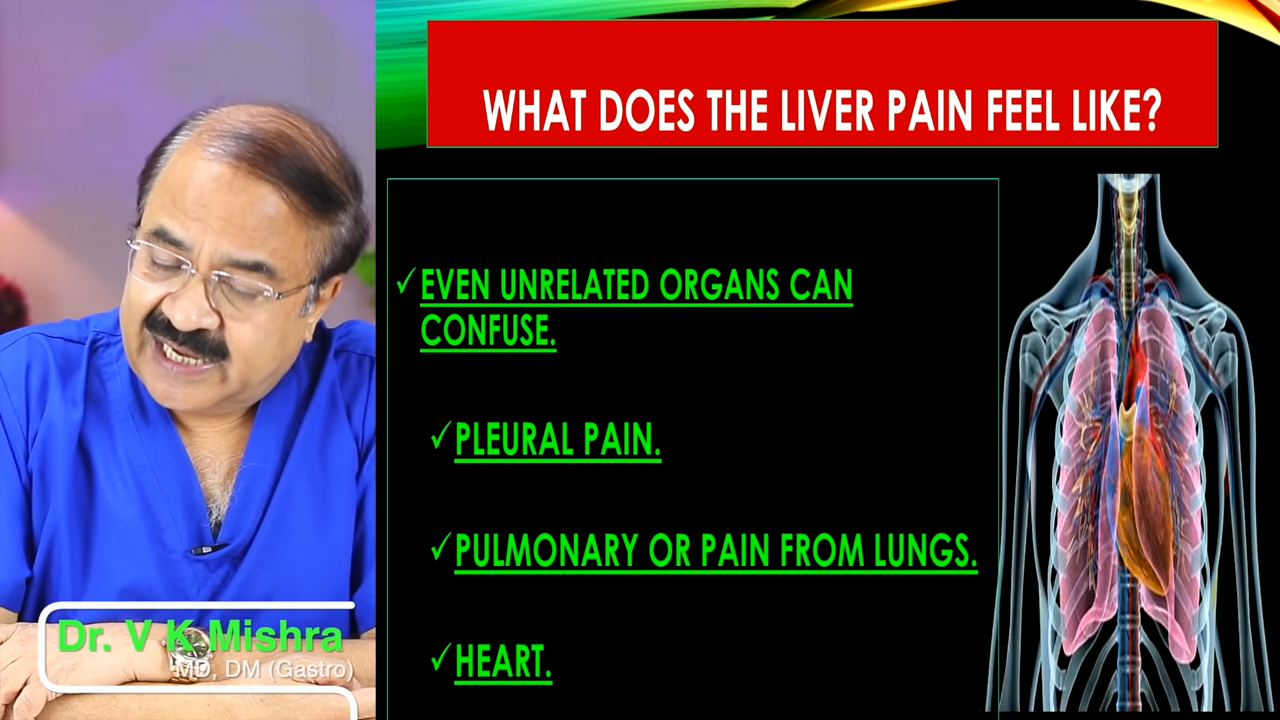 WHAT DOES THE LIVER PAIN FEEL LIKE?
✓EVEN UNRELATED ORGANS CAN
CONFUSE.
✓PLEURAL PAIN.
✓PULMONARY OR PAIN FROM LUNGS.
✓HEART.
Dr. V K Mishra
MD, DM (Gastro)